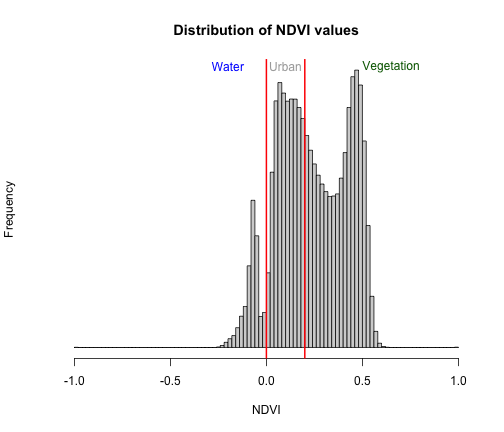 Distribution of NDVI values
Water Urban Vegetation
Frequency
-1.0 -0.5 0.0 0.5 1.0
NDVI